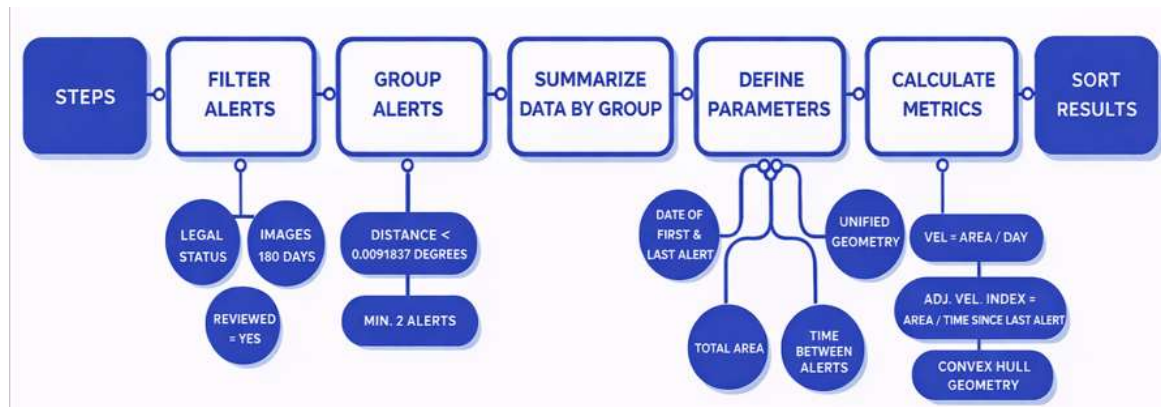 STEPS
FILTER
ALERTS
GROUP
ALERTS
SUMMARIZE
DATA BY GROUP
DEFINE
PARAMETERS
CALCULATE
METRICS
SORT
RESULTS
LEGAL
STATUS
IMAGES
180 DAYS
REVIEWED
= YES
DISTANCE <
0.0091837 DEGREES
MIN. 2 ALERTS
DATE OF
FIRST &
LAST ALERT
UNIFIED
GEOMETRY
TOTAL AREA
TIME
BETWEEN
ALERTS
VEL = AREA / DAY
ADJ. VEL. INDEX =
AREA / TIME SINCE LAST ALERT
CONVEX HULL
GEOMETRY